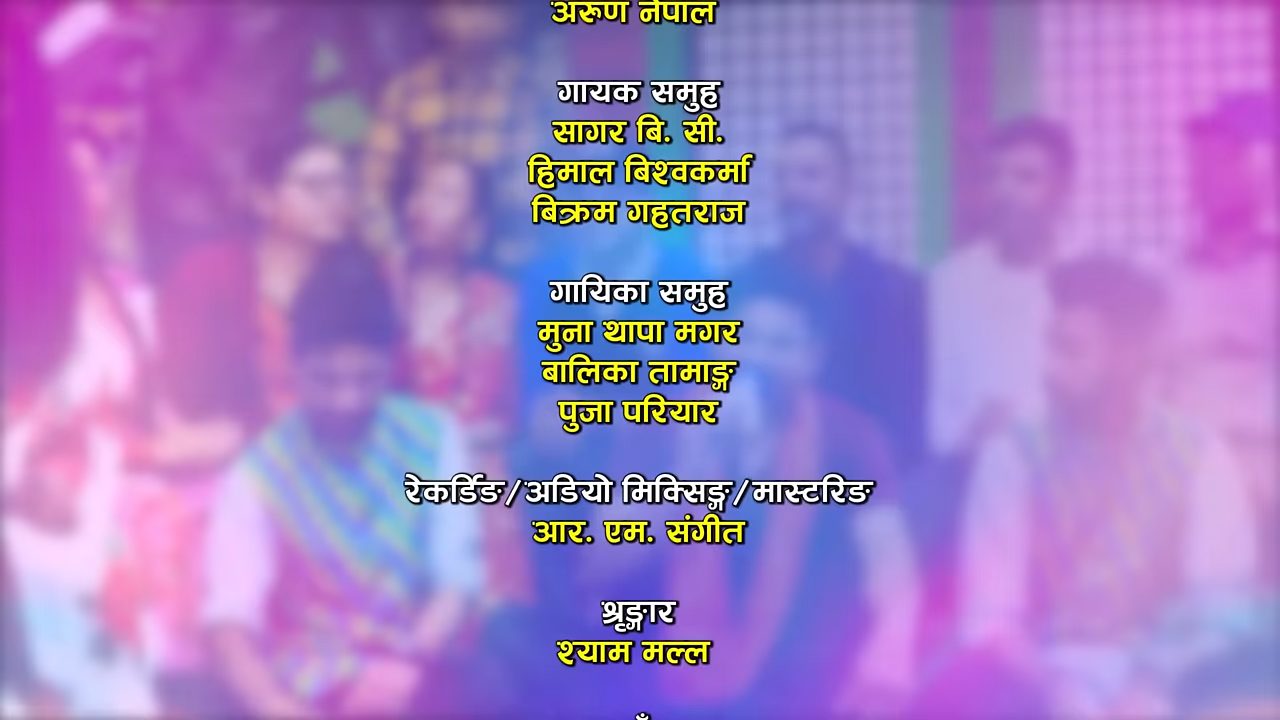 अरूण नेपाल
गायक समुह
सागर बि. सी.
हिमाल बिश्वकर्मा
बिक्रम गहतराज
गायिका समुह
मुना थापा मगर
बालिका तामाङ्ग
पुजा परियार
रेकर्डिङ/अडियो मिक्सिङ्ग/मास्टरिङ
आर. एम. संगीत
श्रृङ्गार
श्याम मल्ल